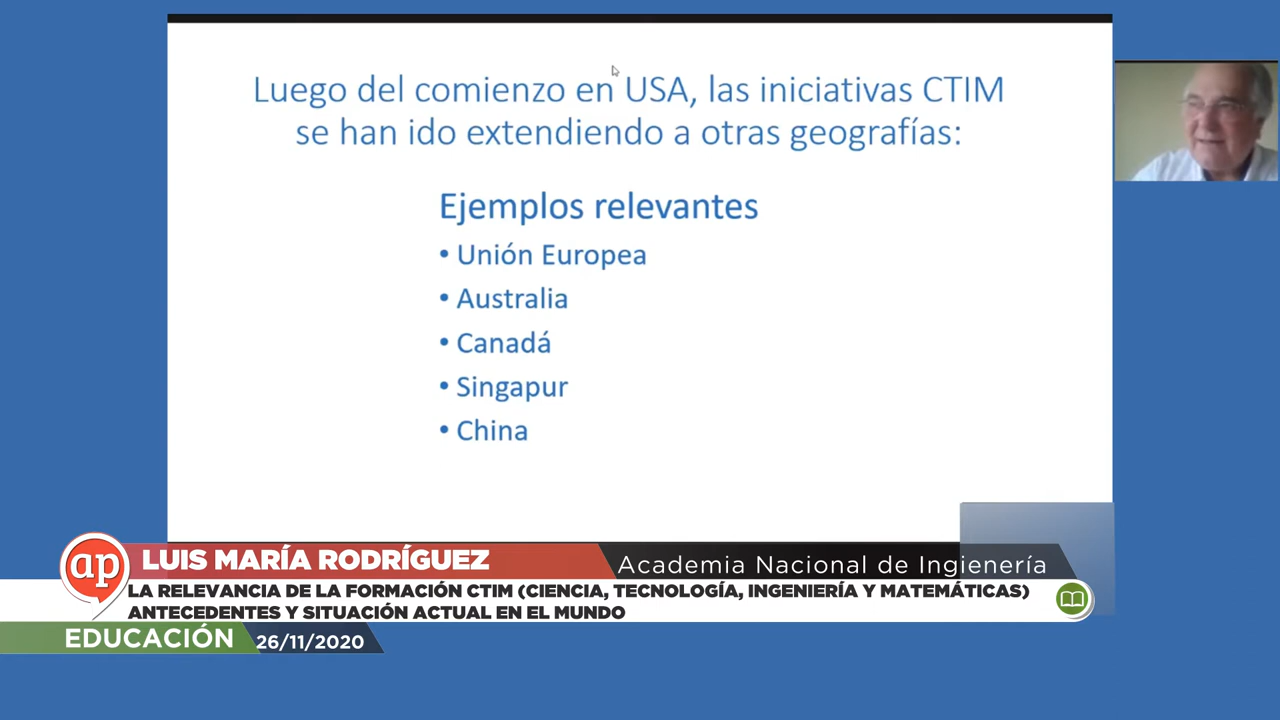 Luego del comienzo en USA, las iniciativas CTIM
se han ido extendiendo a otras geografías:
Ejemplos relevantes
• Unión Europea
• Australia
• Canadá
• Singapur
• China
ap
LUIS MARÍA RODRÍGUEZ
Academia Nacional de Ingienería
LA RELEVANCIA DE LA FORMACIÓN CTIM (CIENCIA, TECNOLOGÍA, INGENIERÍA Y MATEMÁTICAS)
ANTECEDENTES Y SITUACIÓN ACTUAL EN EL MUNDO
EDUCACIÓN
26/11/2020